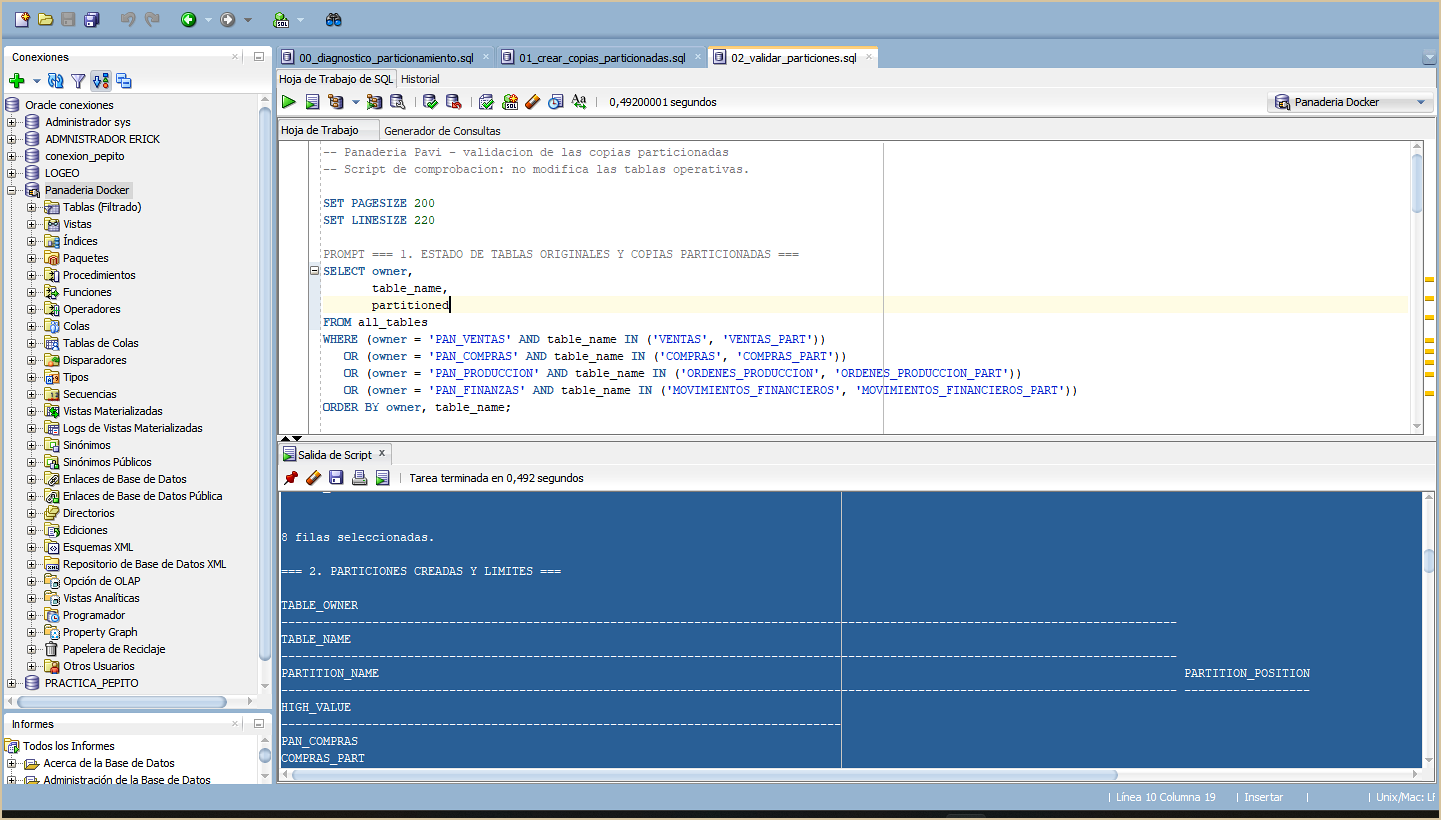 Conexiones
Oracle conexiones
Administrador sys
ADMNISTRADOR ERICK
conexion_pepito
LOGEO
Panaderia Docker
Tablas (Filtrado)
Vistas
Índices
Paquetes
Procedimientos
Funciones
Operadores
Colas
Tablas de Colas
Disparadores
Tipos
Secuencias
Vistas Materializadas
Logs de Vistas Materializadas
Sinónimos
Sinónimos Públicos
Enlaces de Base de Datos
Enlaces de Base de Datos Pública
Directorios
Ediciones
Esquemas XML
Repositorio de Base de Datos XML
Opción de OLAP
Vistas Analíticas
Programador
Property Graph
Papelera de Reciclaje
Otros Usuarios
PRACTICA_PEPITO
Informes
Todos los Informes
Acerca de la Base de Datos
Administración de la Base de Datos
00_diagnostico_particionamiento.sql
01_crear_copias_particionadas.sql
02_validar_particiones.sql
Hoja de Trabajo de SQL Historial
0,49200001 segundos
Panaderia Docker
Hoja de Trabajo Generador de Consultas
-- Panaderia Pavi - validacion de las copias particionadas
-- Script de comprobacion: no modifica las tablas operativas.
SET PAGESIZE 200
SET LINESIZE 220
PROMPT === 1. ESTADO DE TABLAS ORIGINALES Y COPIAS PARTICIONADAS ===
SELECT owner,
table_name,
partitioned
FROM all_tables
WHERE (owner = 'PAN_VENTAS' AND table_name IN ('VENTAS', 'VENTAS_PART'))
OR (owner = 'PAN_COMPRAS' AND table_name IN ('COMPRAS', 'COMPRAS_PART'))
OR (owner = 'PAN_PRODUCCION' AND table_name IN ('ORDENES_PRODUCCION', 'ORDENES_PRODUCCION_PART'))
OR (owner = 'PAN_FINANZAS' AND table_name IN ('MOVIMIENTOS_FINANCIEROS', 'MOVIMIENTOS_FINANCIEROS_PART'))
ORDER BY owner, table_name;
Salida de Script
Tarea terminada en 0,492 segundos
8 filas seleccionadas.
=== 2. PARTICIONES CREADAS Y LIMITES ===
TABLE_OWNER
TABLE_NAME
PARTITION_NAME PARTITION_POSITION
HIGH_VALUE
PAN_COMPRAS
COMPRAS_PART
Línea 10 Columna 19 | Insertar | | Unix/Mac: LF